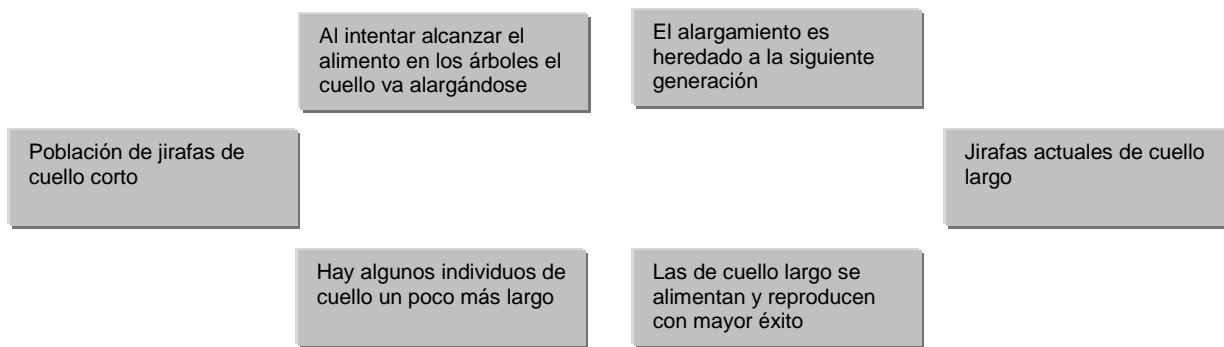 Al intentar alcanzar el
alimento en los árboles el
cuello va alargándose
El alargamiento es
heredado a la siguiente
generación
Población de jirafas de
cuello corto
Jirafas actuales de cuello
largo
Hay algunos individuos de
cuello un poco más largo
Las de cuello largo se
alimentan y reproducen
con mayor éxito